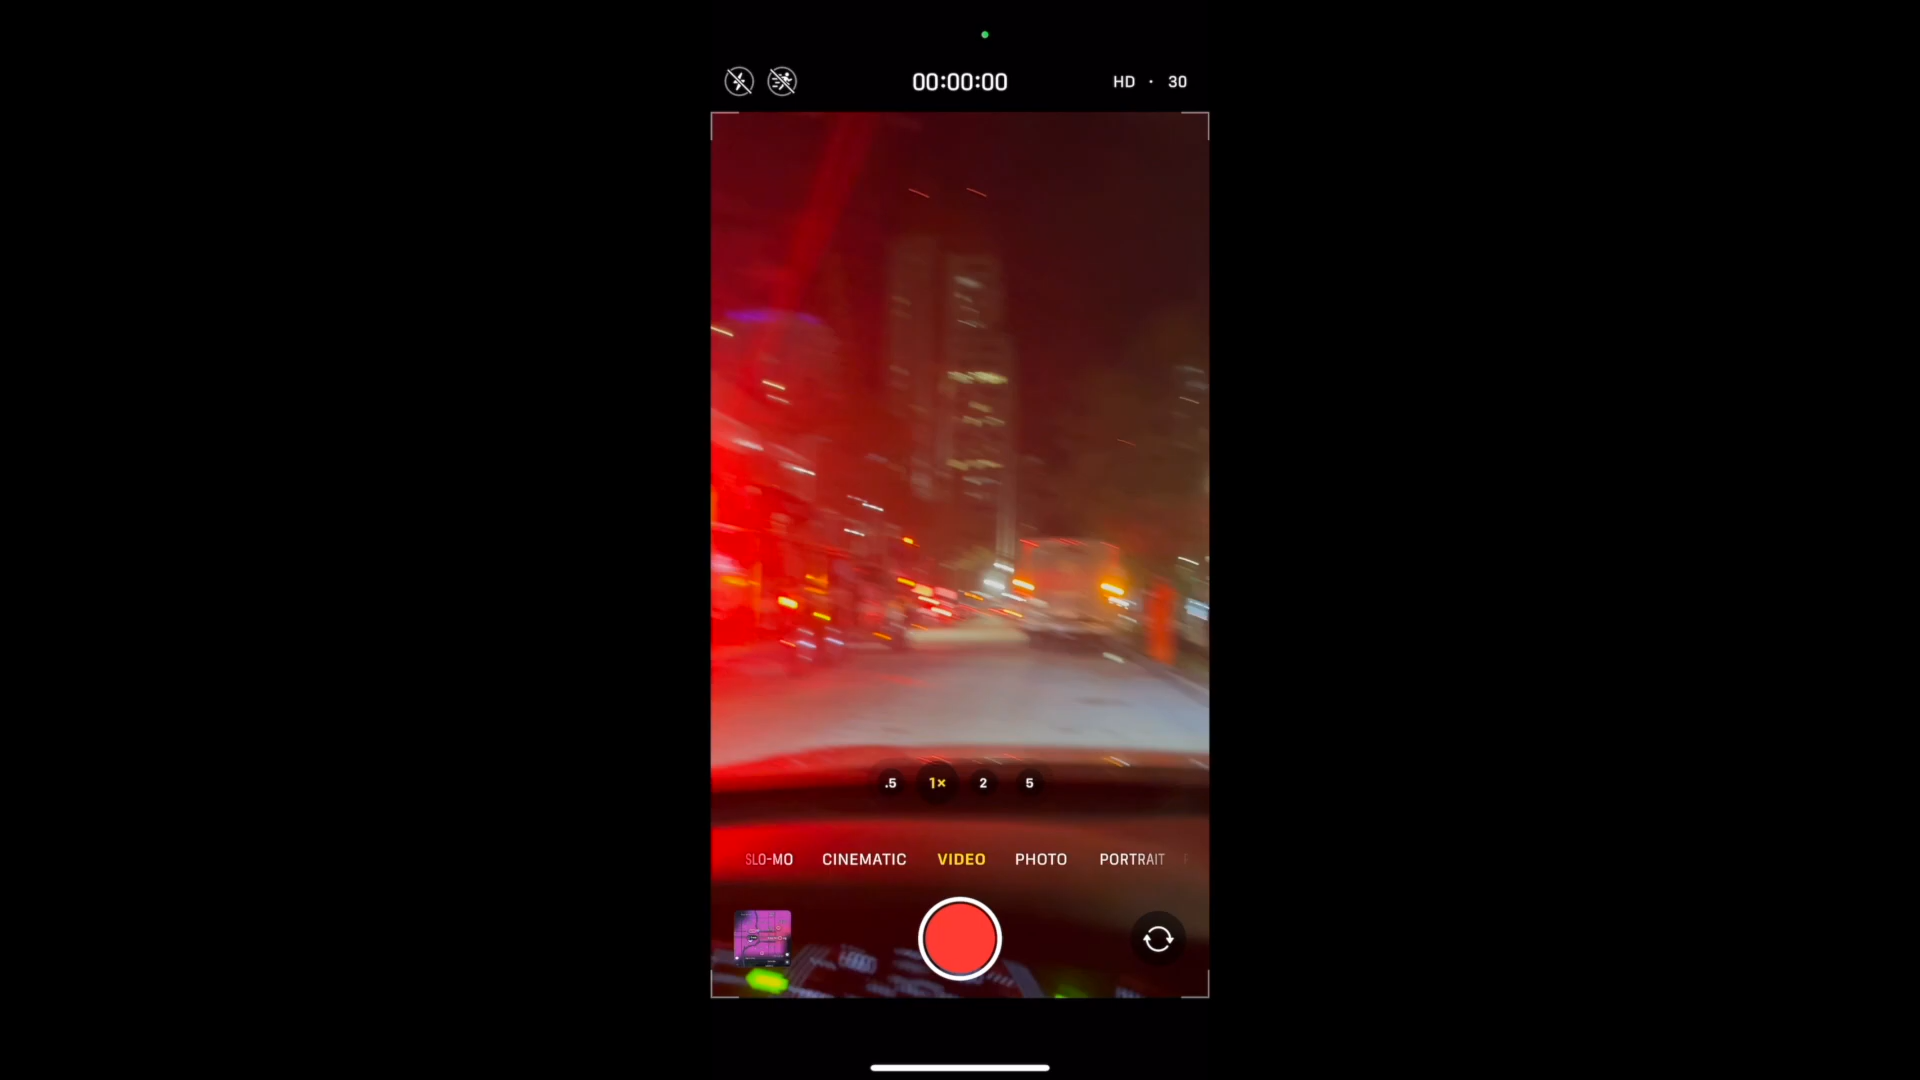 00:00:00
HD · 30
.5 1× 2 5
SLO-MO CINEMATIC VIDEO PHOTO PORTRAIT